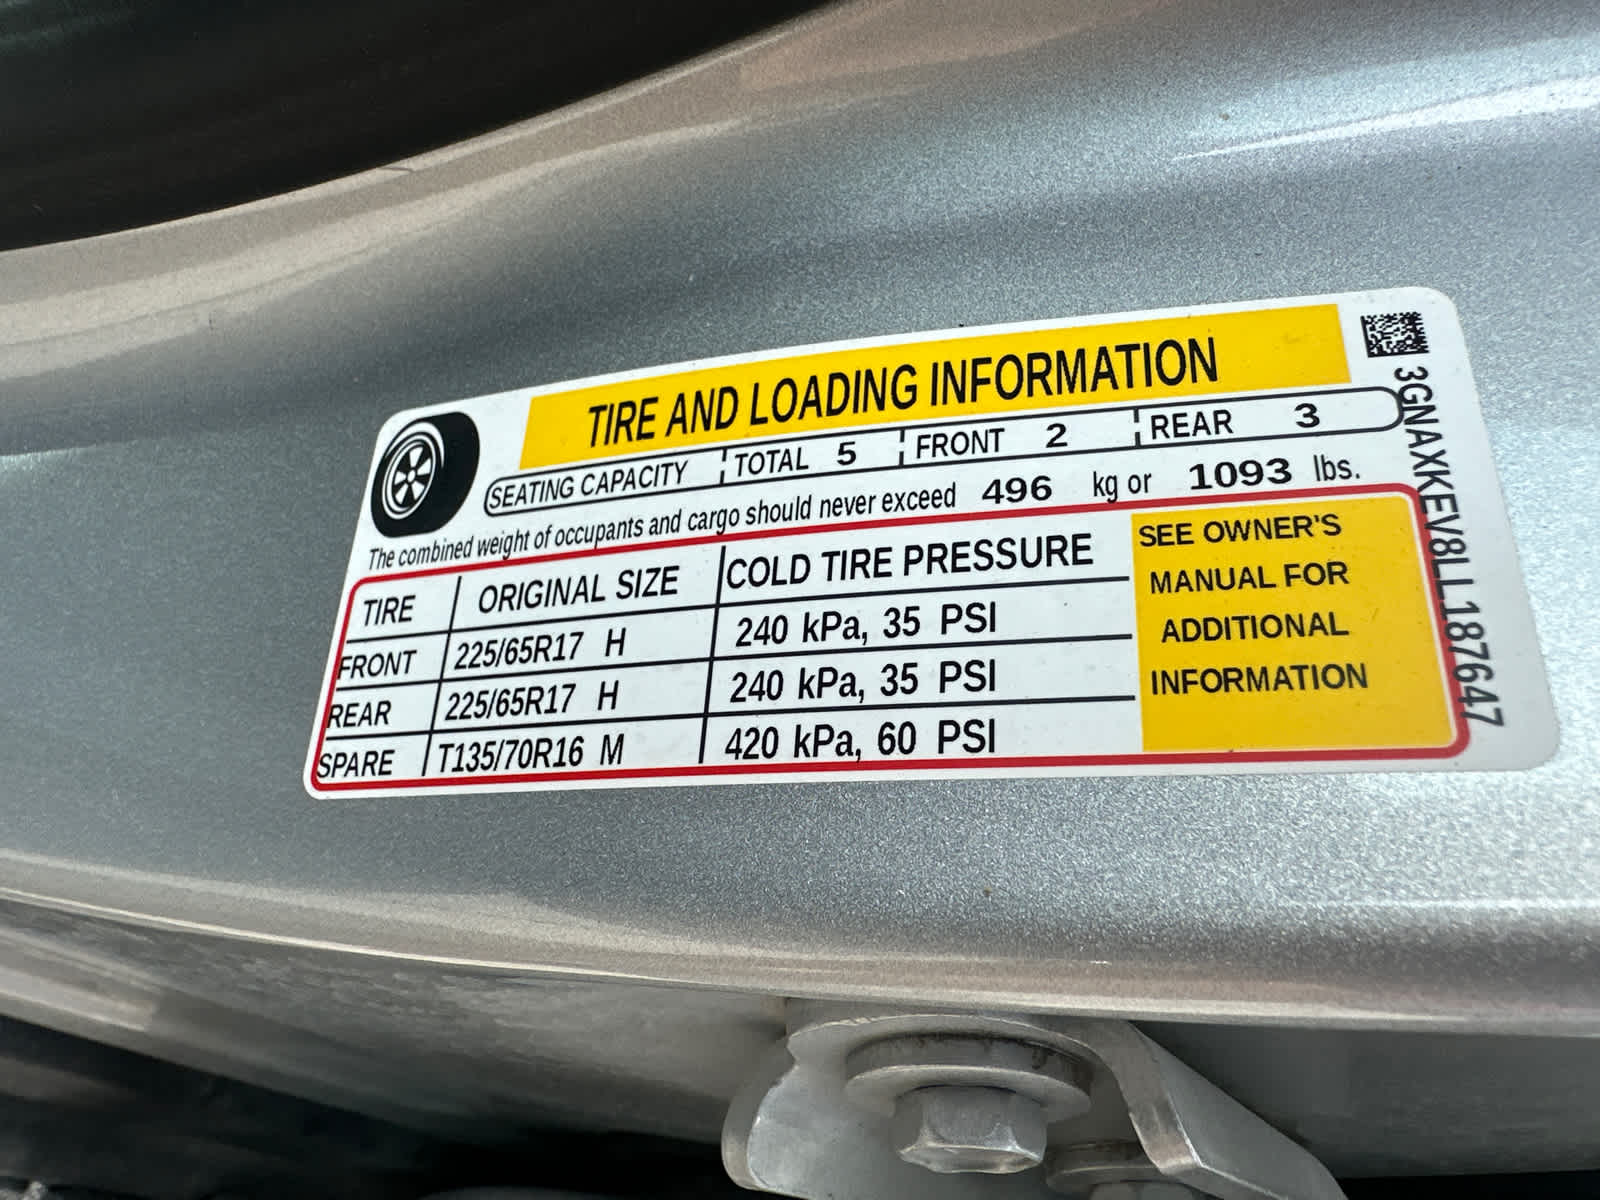 TIRE AND LOADING INFORMATION
SEATING CAPACITY TOTAL 5 FRONT 2 REAR 3
The combined weight of occupants and cargo should never exceed 496 kg or 1093 lbs.
TIRE ORIGINAL SIZE COLD TIRE PRESSURE
FRONT 225/65R17 H 240 kPa, 35 PSI
REAR 225/65R17 H 240 kPa, 35 PSI
SPARE T135/70R16 M 420 kPa, 60 PSI
SEE OWNER'S
MANUAL FOR
ADDITIONAL
INFORMATION
3GNAXKEV8LL187647